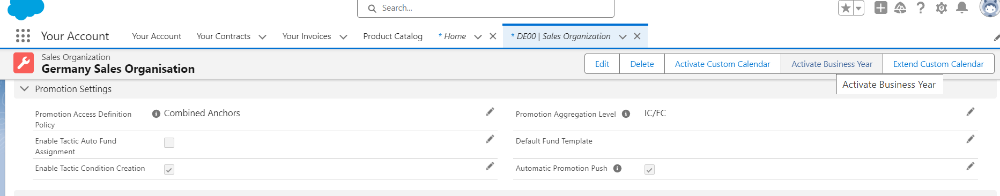 Search...
Your Account
Your Account
Your Contracts
Your Invoices
Product Catalog
* Home
* DE00 | Sales Organization
Sales Organization
Germany Sales Organisation
Edit
Delete
Activate Custom Calendar
Activate Business Year
Extend Custom Calendar
Activate Business Year
Promotion Settings
Promotion Access Definition
Policy
Combined Anchors
Promotion Aggregation Level
IC/FC
Enable Tactic Auto Fund
Assignment
Default Fund Template
Enable Tactic Condition Creation
Automatic Promotion Push